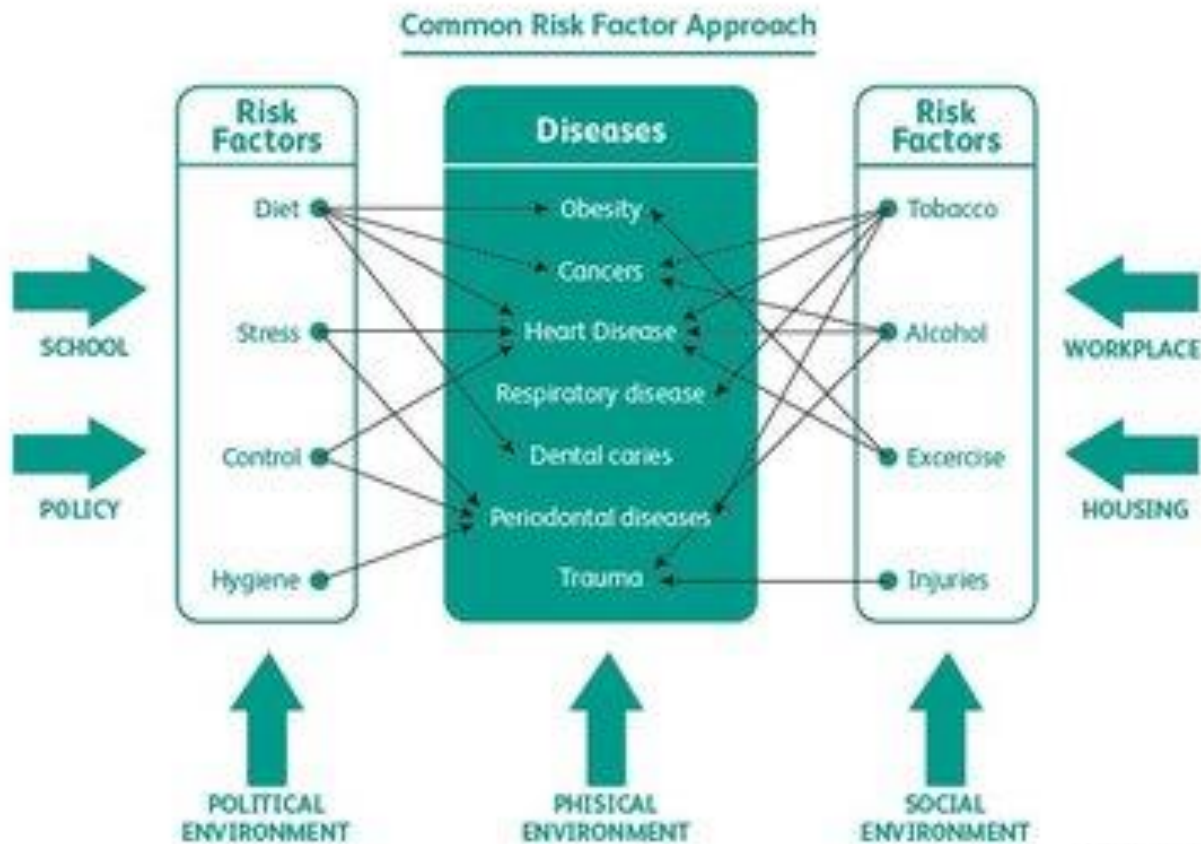 Common Risk Factor Approach
Risk
Factors
Diet
Stress
Control
Hygiene
Diseases
Obesity
Cancers
Heart Disease
Respiratory disease
Dental caries
Periodontal diseases
Trauma
Risk
Factors
Tobacco
Alcohol
Excercise
Injuries
SCHOOL
POLICY
WORKPLACE
HOUSING
POLITICAL
ENVIRONMENT
PHISICAL
ENVIRONMENT
SOCIAL
ENVIRONMENT